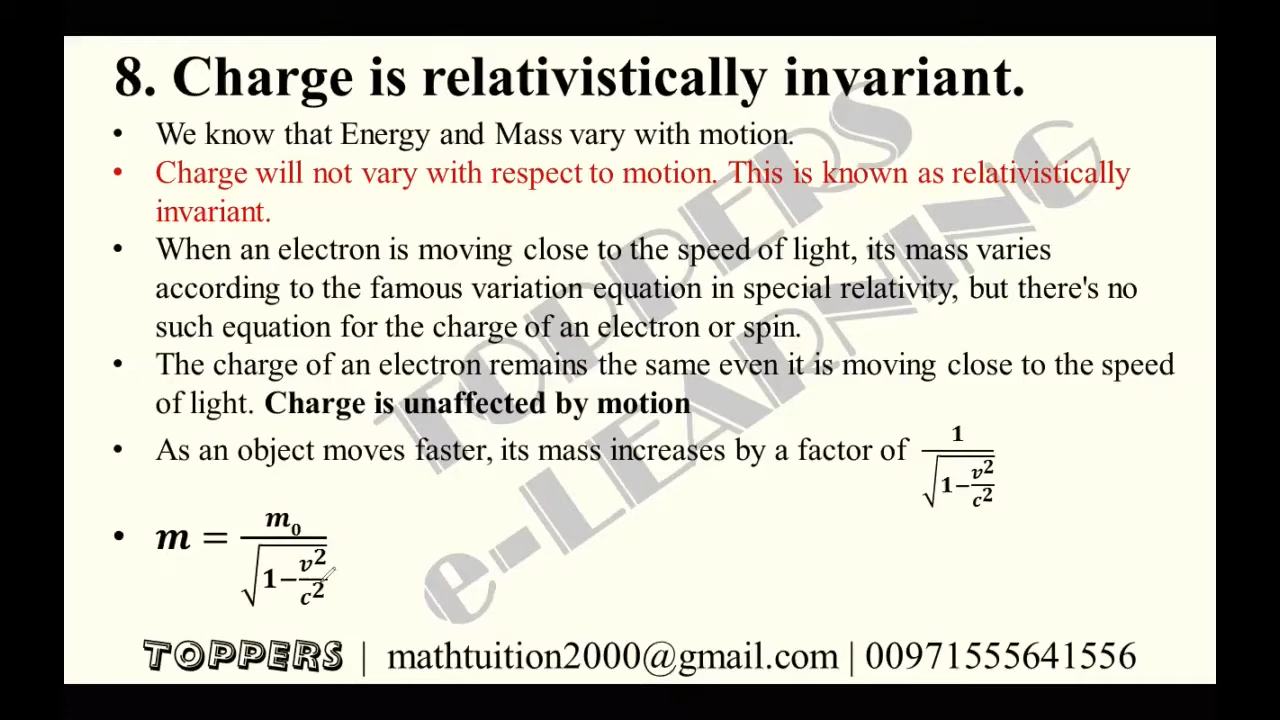 8. Charge is relativistically invariant.
• We know that Energy and Mass vary with motion.
• Charge will not vary with respect to motion. This is known as relativistically
invariant.
• When an electron is moving close to the speed of light, its mass varies
according to the famous variation equation in special relativity, but there's no
such equation for the charge of an electron or spin.
• The charge of an electron remains the same even it is moving close to the speed
of light. Charge is unaffected by motion
• As an object moves faster, its mass increases by a factor of 1/√(1−v²/c²)
• m = m₀/√(1−v²/c²)
TOPPERS | mathtuition2000@gmail.com | 00971555641556
TOPPERS
e-LEARNING